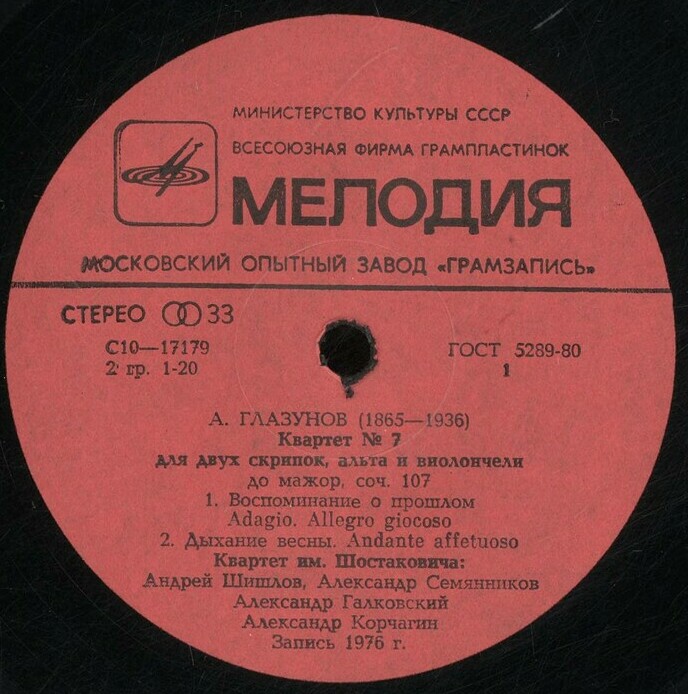 МИНИСТЕРСТВО КУЛЬТУРЫ СССР
ВСЕСОЮЗНАЯ ФИРМА ГРАМПЛАСТИНОК
МЕЛОДИЯ
МОСКОВСКИЙ ОПЫТНЫЙ ЗАВОД «ГРАМЗАПИСЬ»
СТЕРЕО 33
С10—17179 ГОСТ 5289-80
2 гр. 1-20 1
А. ГЛАЗУНОВ (1865—1936)
Квартет № 7
для двух скрипок, альта и виолончели
до мажор, соч. 107
1. Воспоминание о прошлом
Adagio. Allegro giocoso
2. Дыхание весны. Andante affetuoso
Квартет им. Шостаковича:
Андрей Шишлов, Александр Семянников
Александр Галковский
Александр Корчагин
Запись 1976 г.